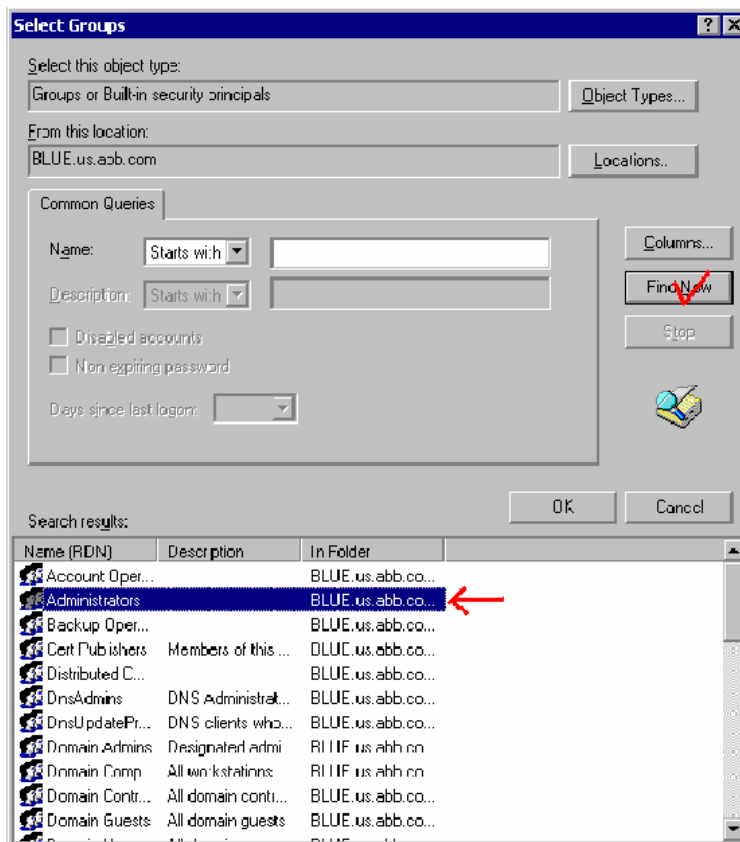 Select Groups
Select this object type:
Groups or Built-in security principals
Object Types...
From this location:
BLUE.us.abb.com
Locations...
Common Queries
Name:
Starts with
Columns...
Description:
Starts with
Find Now
Disabled accounts
Stop
Non expiring password
Days since last logon:
OK
Cancel
Search results:
Name (RDN) Description In Folder
Account Oper... BLUE.us.abb.co...
Administrators BLUE.us.abb.co...
Backup Oper... BLUE.us.abb.co...
Cert Publishers Members of this ... BLUE.us.abb.co...
Distributed C... BLUE.us.abb.co...
DnsAdmins DNS Administrat... BLUE.us.abb.co...
DnsUpdatePr... DNS clients who... BLUE.us.abb.co...
Domain Admins Designated admi BLUE.us.abb.co
Domain Comp All workstations BLUE.us.abb.co
Domain Contr... All domain contr... BLUE.us.abb.co...
Domain Guests All domain guests BLUE.us.abb.co...